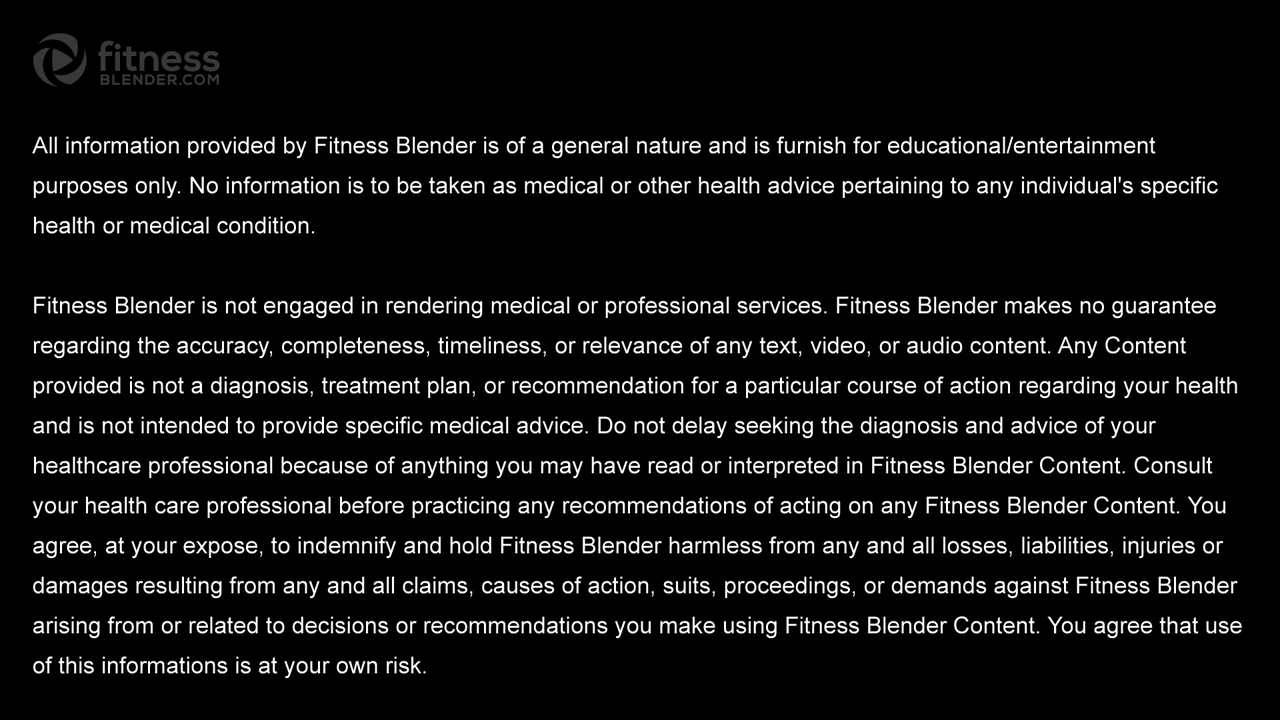 fitness
BLENDER.COM
All information provided by Fitness Blender is of a general nature and is furnish for educational/entertainment
purposes only. No information is to be taken as medical or other health advice pertaining to any individual's specific
health or medical condition.
Fitness Blender is not engaged in rendering medical or professional services. Fitness Blender makes no guarantee
regarding the accuracy, completeness, timeliness, or relevance of any text, video, or audio content. Any Content
provided is not a diagnosis, treatment plan, or recommendation for a particular course of action regarding your health
and is not intended to provide specific medical advice. Do not delay seeking the diagnosis and advice of your
healthcare professional because of anything you may have read or interpreted in Fitness Blender Content. Consult
your health care professional before practicing any recommendations of acting on any Fitness Blender Content. You
agree, at your expose, to indemnify and hold Fitness Blender harmless from any and all losses, liabilities, injuries or
damages resulting from any and all claims, causes of action, suits, proceedings, or demands against Fitness Blender
arising from or related to decisions or recommendations you make using Fitness Blender Content. You agree that use
of this informations is at your own risk.